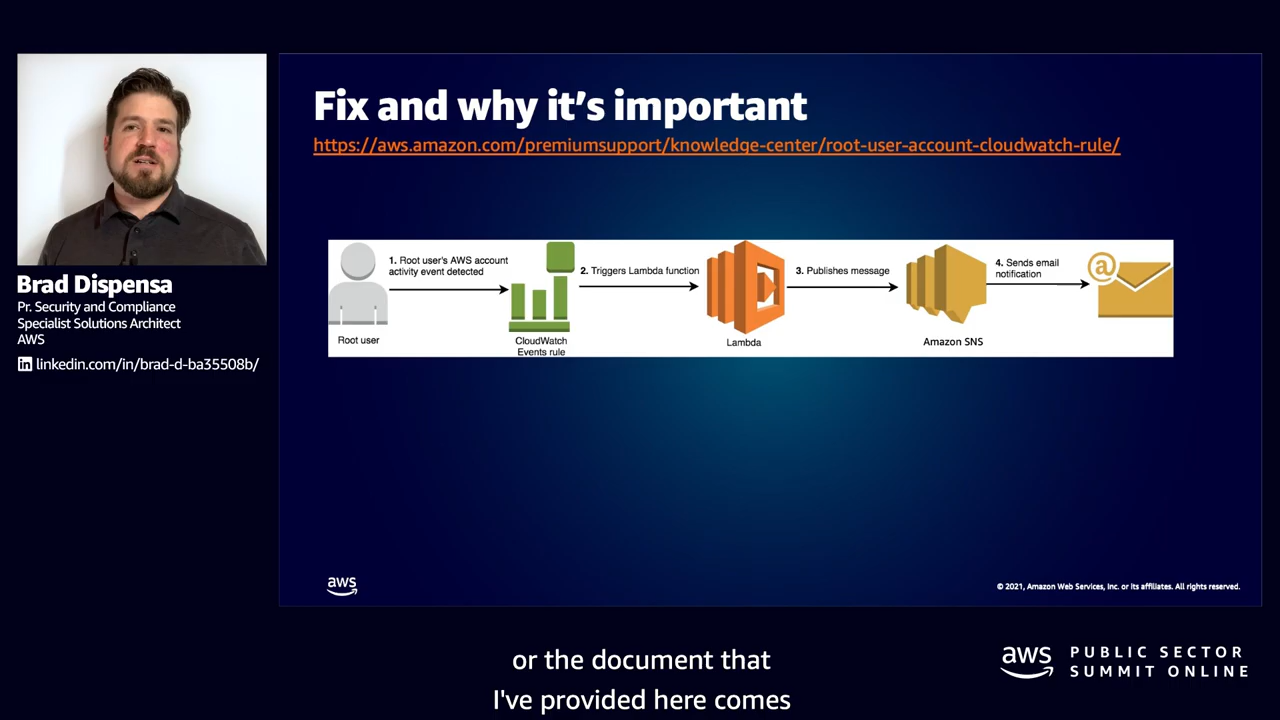 Fix and why it's important
https://aws.amazon.com/premiumsupport/knowledge-center/root-user-account-cloudwatch-rule/
1. Root user's AWS account
activity event detected
2. Triggers Lambda function
3. Publishes message
4. Sends email
notification
@
Root user
CloudWatch
Events rule
Lambda
Amazon SNS
Brad Dispensa
Pr. Security and Compliance
Specialist Solutions Architect
AWS
in linkedin.com/in/brad-d-ba35508b/
aws
© 2021, Amazon Web Services, Inc. or its affiliates. All rights reserved.
or the document that
I've provided here comes
aws
PUBLIC SECTOR
SUMMIT ONLINE